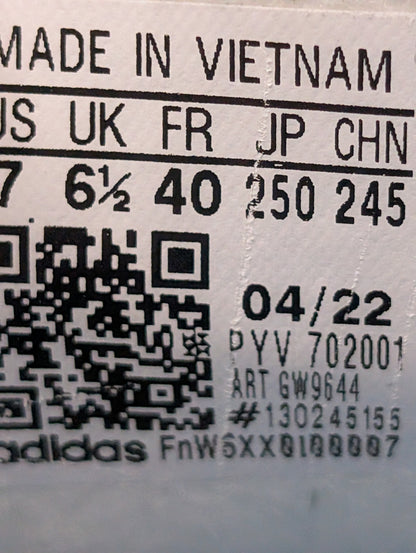 MADE IN VIETNAM
US UK FR JP CHN
7 6½ 40 250 245
04/22
PYV 702001
ART GW9644
#130245155
adidas FnW6XX0100007